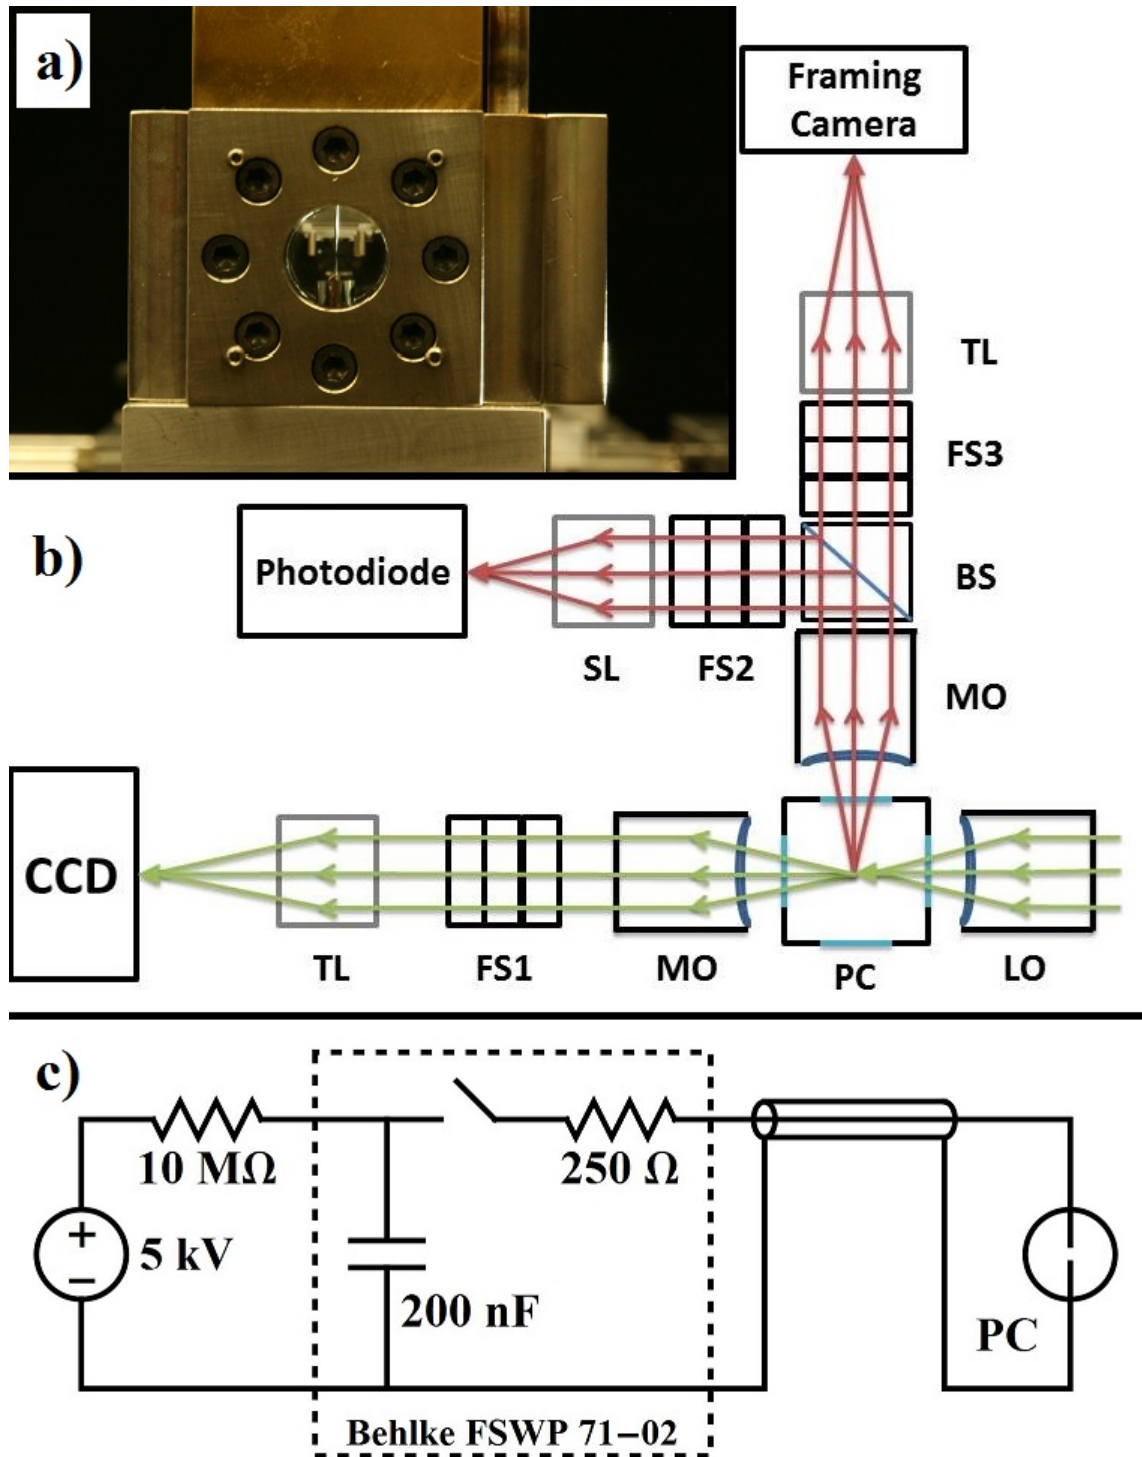 a)
Framing
Camera
TL
FS3
b)
Photodiode
BS
SL
FS2
MO
CCD
TL
FS1
MO
PC
LO
c)
10 MΩ
250 Ω
+
5 kV
−
200 nF
PC
Behlke FSWP 71−02